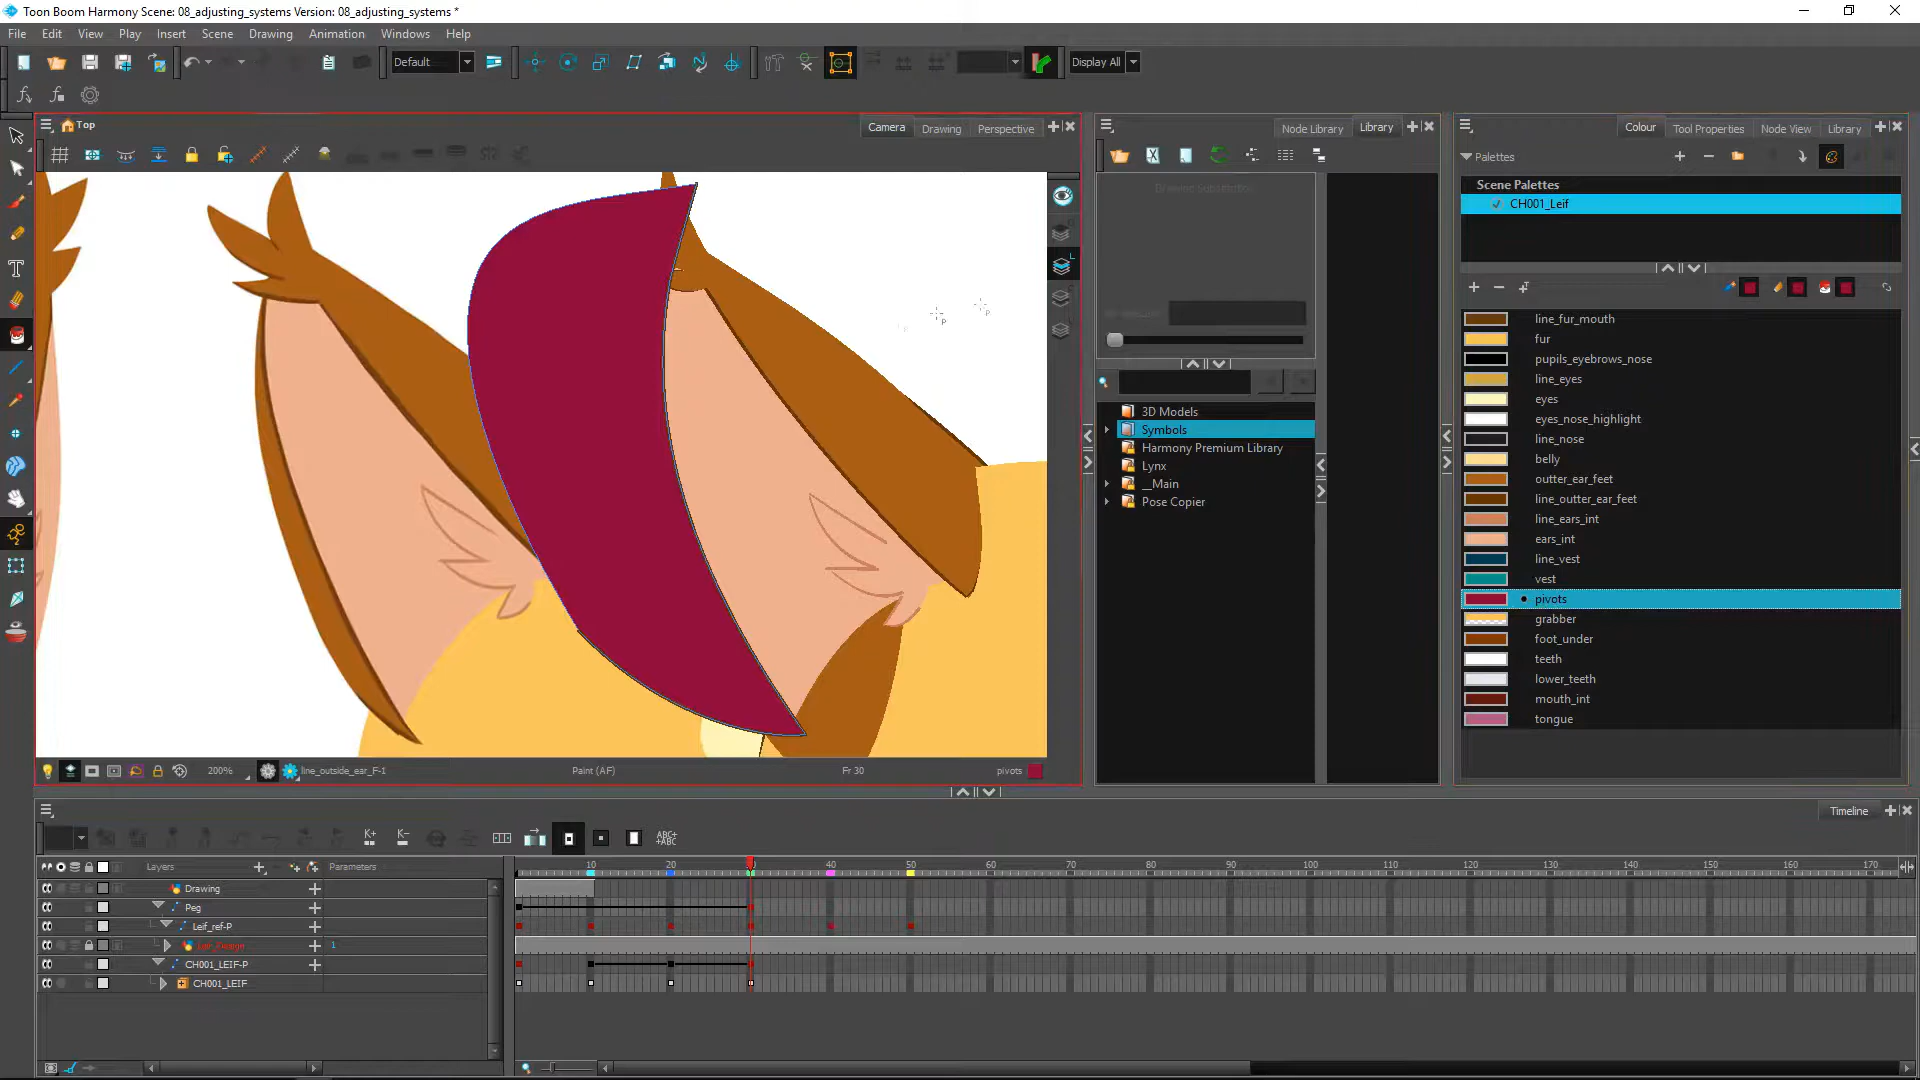 Toon Boom Harmony Scene: 08_adjusting_systems Version: 08_adjusting_systems *
File Edit View Play Insert Scene Drawing Animation Windows Help
Default
Display All
Top
Camera Drawing Perspective
Node Library Library
Colour Tool Properties Node View Library
Palettes
Scene Palettes
CH001_Leif
Drawing Substitution
3D Models
Symbols
Harmony Premium Library
Lynx
__Main
Pose Copier
line_fur_mouth
fur
pupils_eyebrows_nose
line_eyes
eyes
eyes_nose_highlight
line_nose
belly
outter_ear_feet
line_outter_ear_feet
line_ears_int
ears_int
line_vest
vest
pivots
grabber
foot_under
teeth
lower_teeth
mouth_int
tongue
200% line_outside_ear_F-1 Paint (AF) Fr 30 pivots
Timeline
K+ K- ABC+ +ABC
Layers Parameters
10 20 40 50 60 70 80 90 100 110 120 130 140 150 160 170
Drawing
Peg
Leif_ref-P
1
CH001_LEIF-P
CH001_LEIF